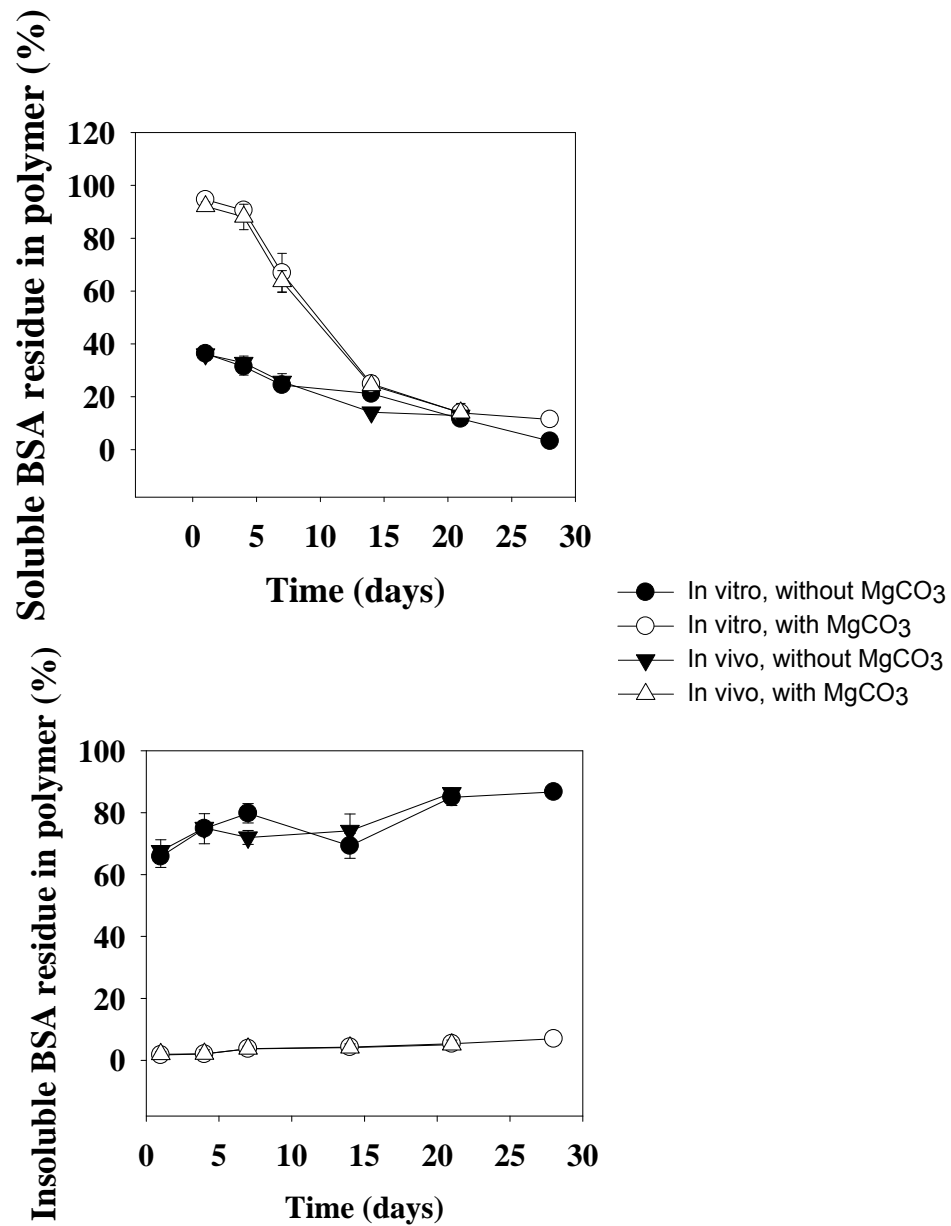 Soluble BSA residue in polymer (%)
120
100
80
60
40
20
0
0 5 10 15 20 25 30
Time (days)
In vitro, without MgCO3
In vitro, with MgCO3
In vivo, without MgCO3
In vivo, with MgCO3
Insoluble BSA residue in polymer (%)
100
80
60
40
20
0
0 5 10 15 20 25 30
Time (days)